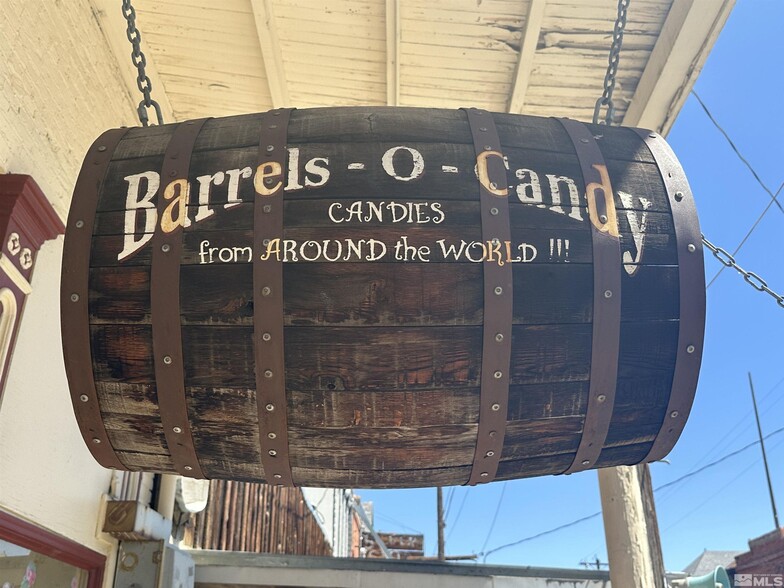 Barrels - O - Candy
CANDIES
from AROUND the WORLD !!!
MLS